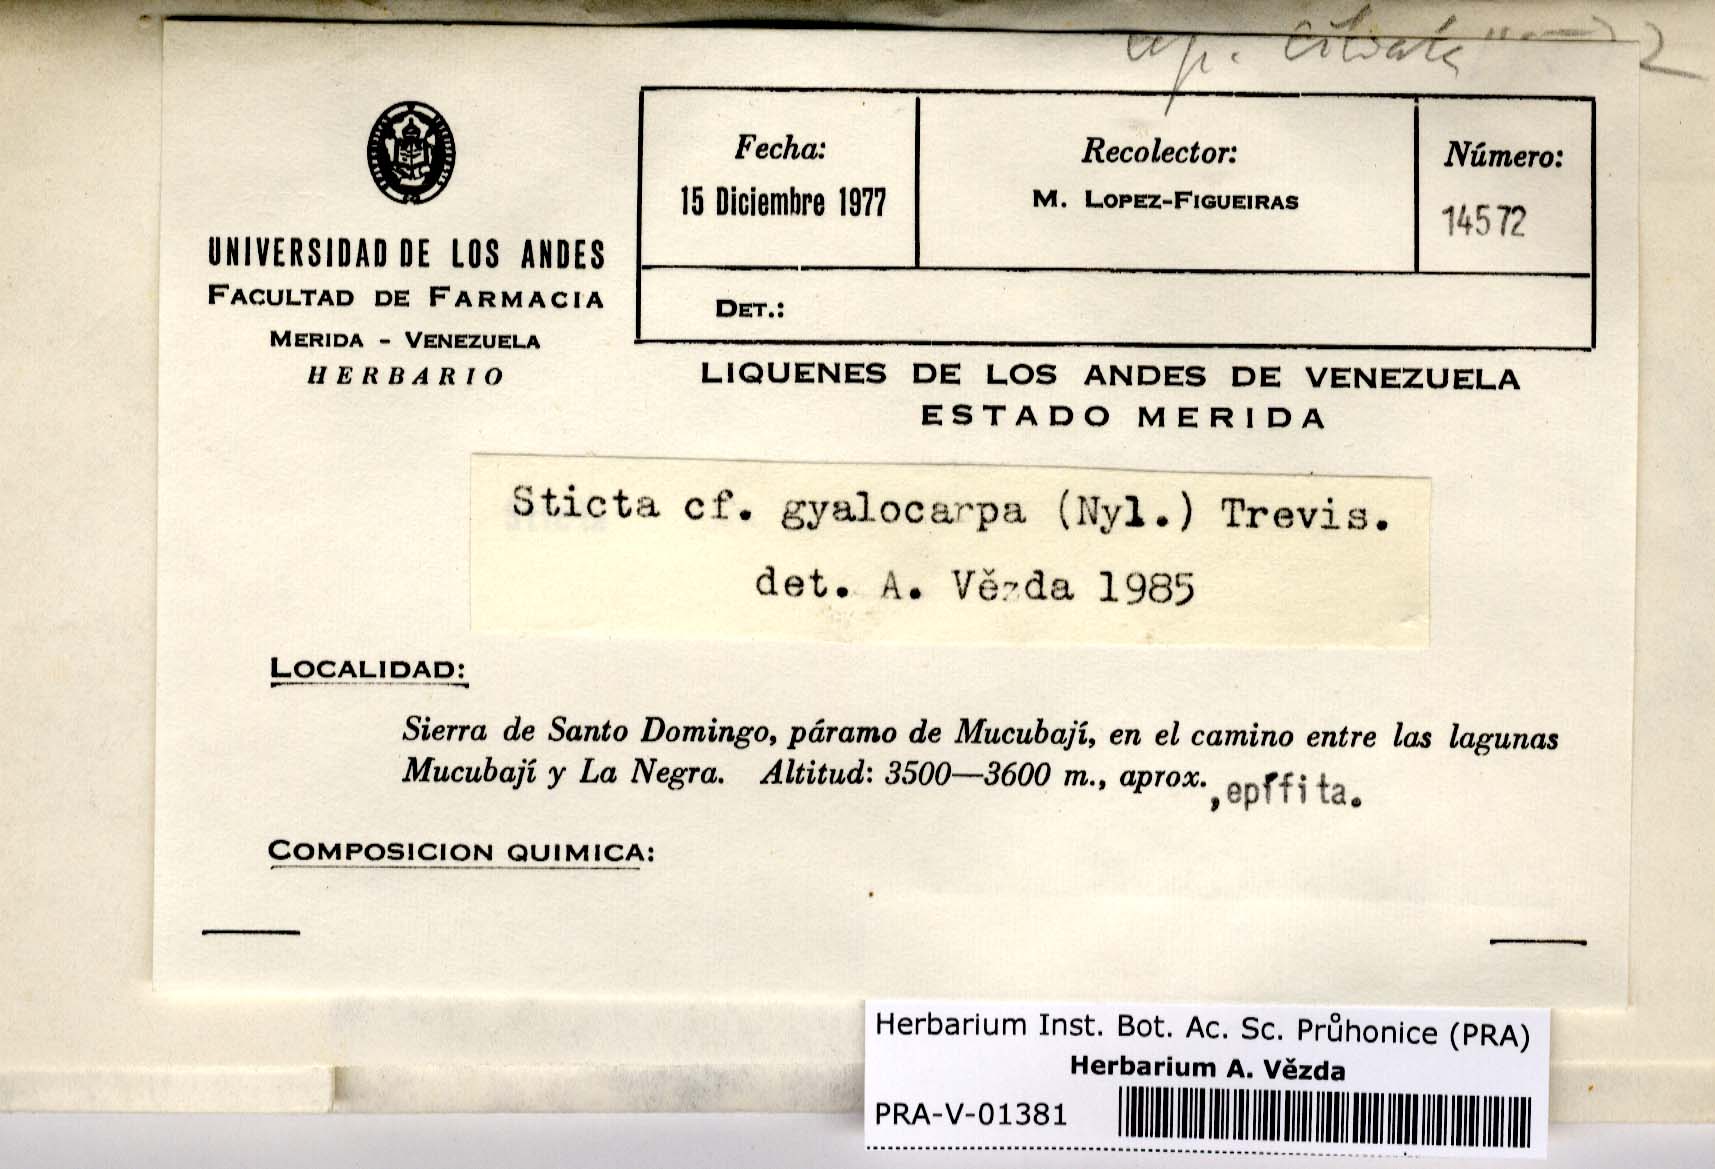 UNIVERSIDAD DE LOS ANDES
FACULTAD DE FARMACIA
MERIDA - VENEZUELA
HERBARIO
Fecha:
15 Diciembre 1977
Recolector:
M. LOPEZ-FIGUEIRAS
Número:
14572
DET.:
LIQUENES DE LOS ANDES DE VENEZUELA
ESTADO MERIDA
Sticta cf. gyalocarpa (Nyl.) Trevis.
det. A. Vězda 1985
LOCALIDAD:
Sierra de Santo Domingo, páramo de Mucubají, en el camino entre las lagunas
Mucubají y La Negra. Altitud: 3500—3600 m., aprox. ,epífita.
COMPOSICION QUIMICA:
Herbarium Inst. Bot. Ac. Sc. Průhonice (PRA)
Herbarium A. Vězda
PRA-V-01381